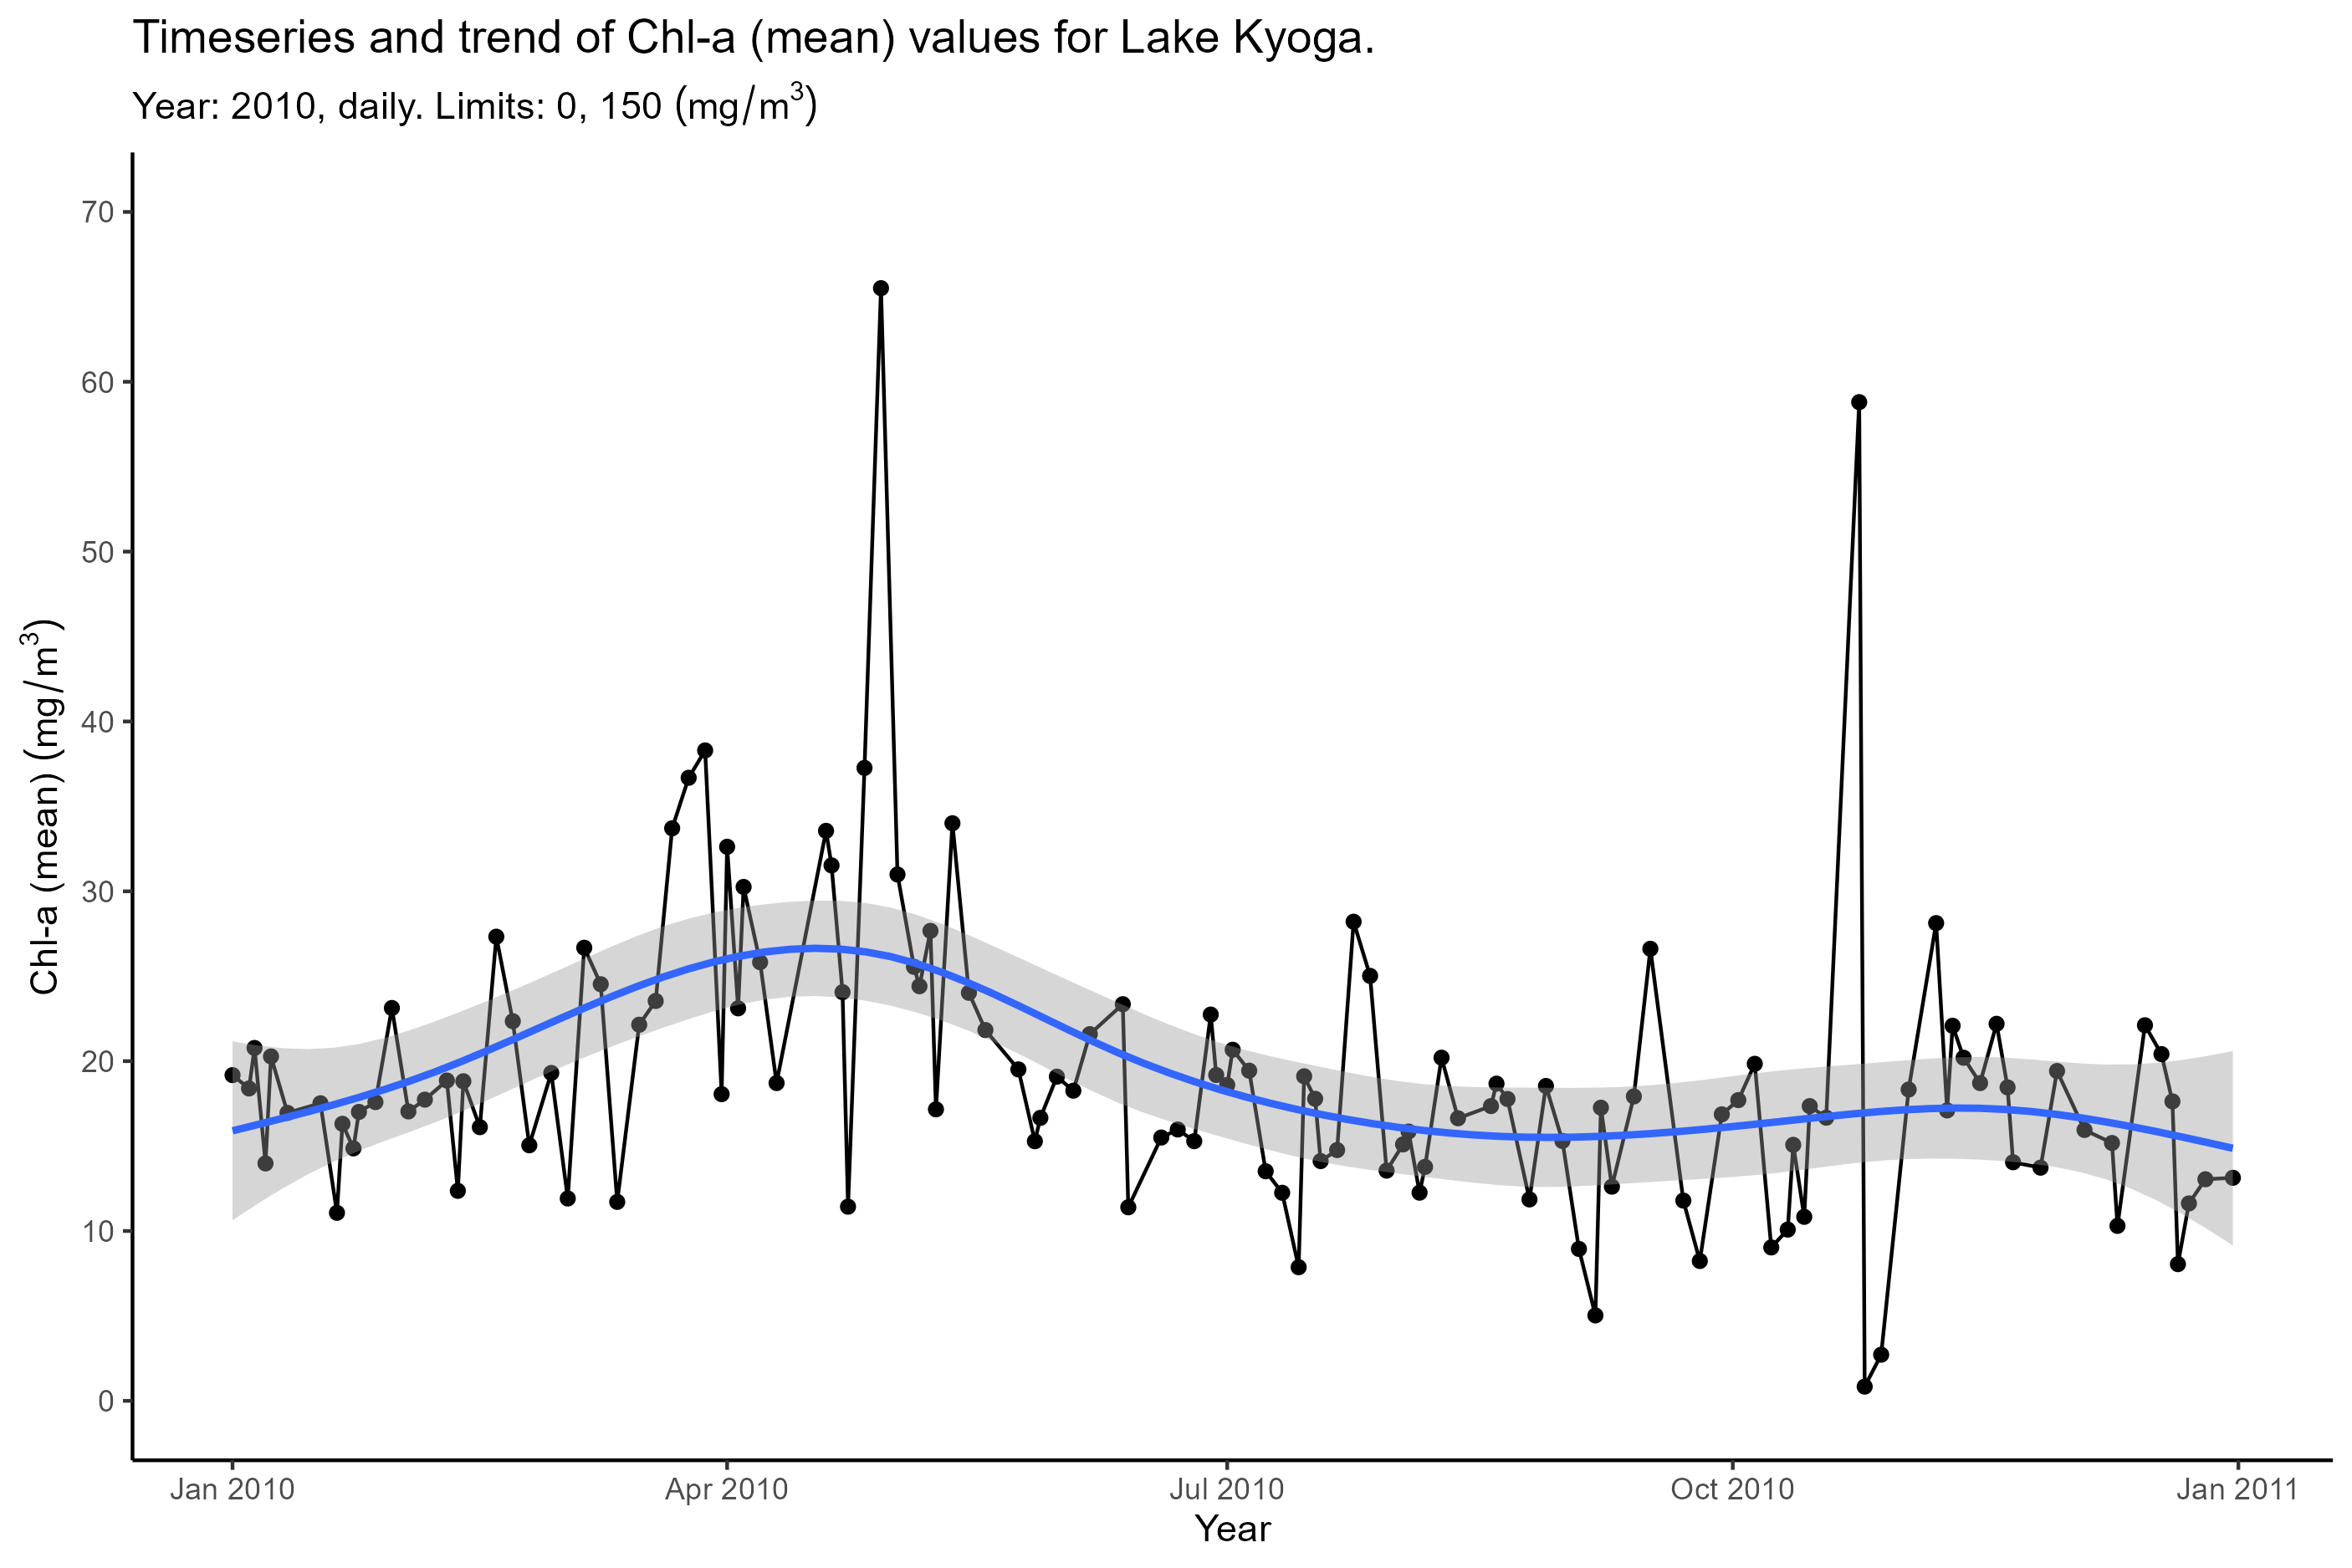 Timeseries and trend of Chl-a (mean) values for Lake Kyoga.
Year: 2010, daily. Limits: 0, 150 (mg/m³)
Chl-a (mean) (mg/m³)
70
60
50
40
30
20
10
0
Jan 2010
Apr 2010
Jul 2010
Oct 2010
Jan 2011
Year